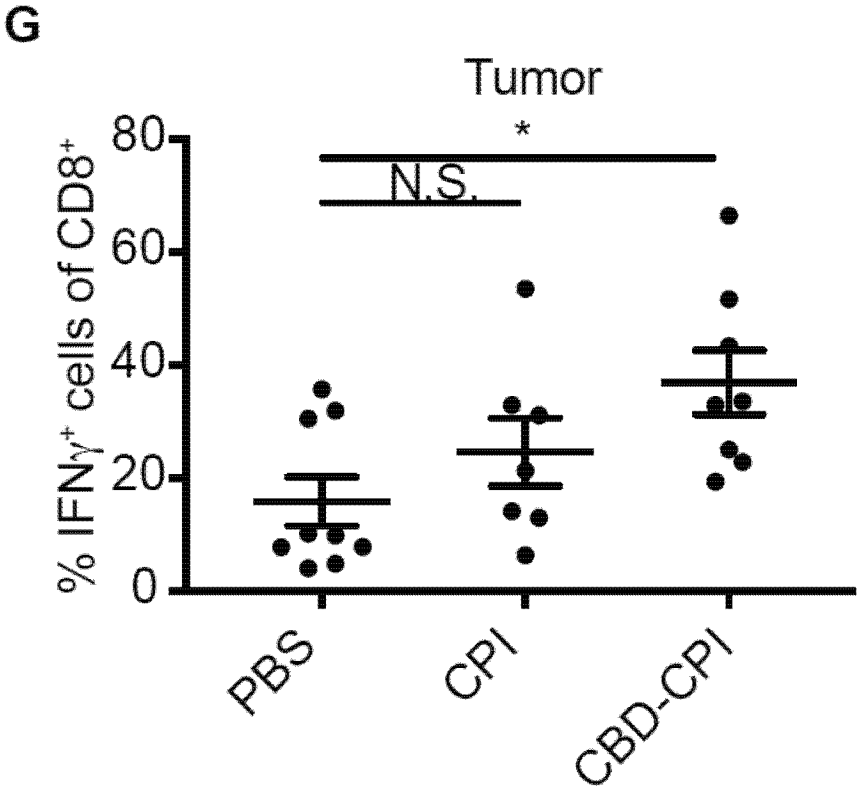 G
Tumor
*
N.S.
% IFNγ⁺ cells of CD8⁺
80
60
40
20
0
PBS
CPI
CBD-CPI